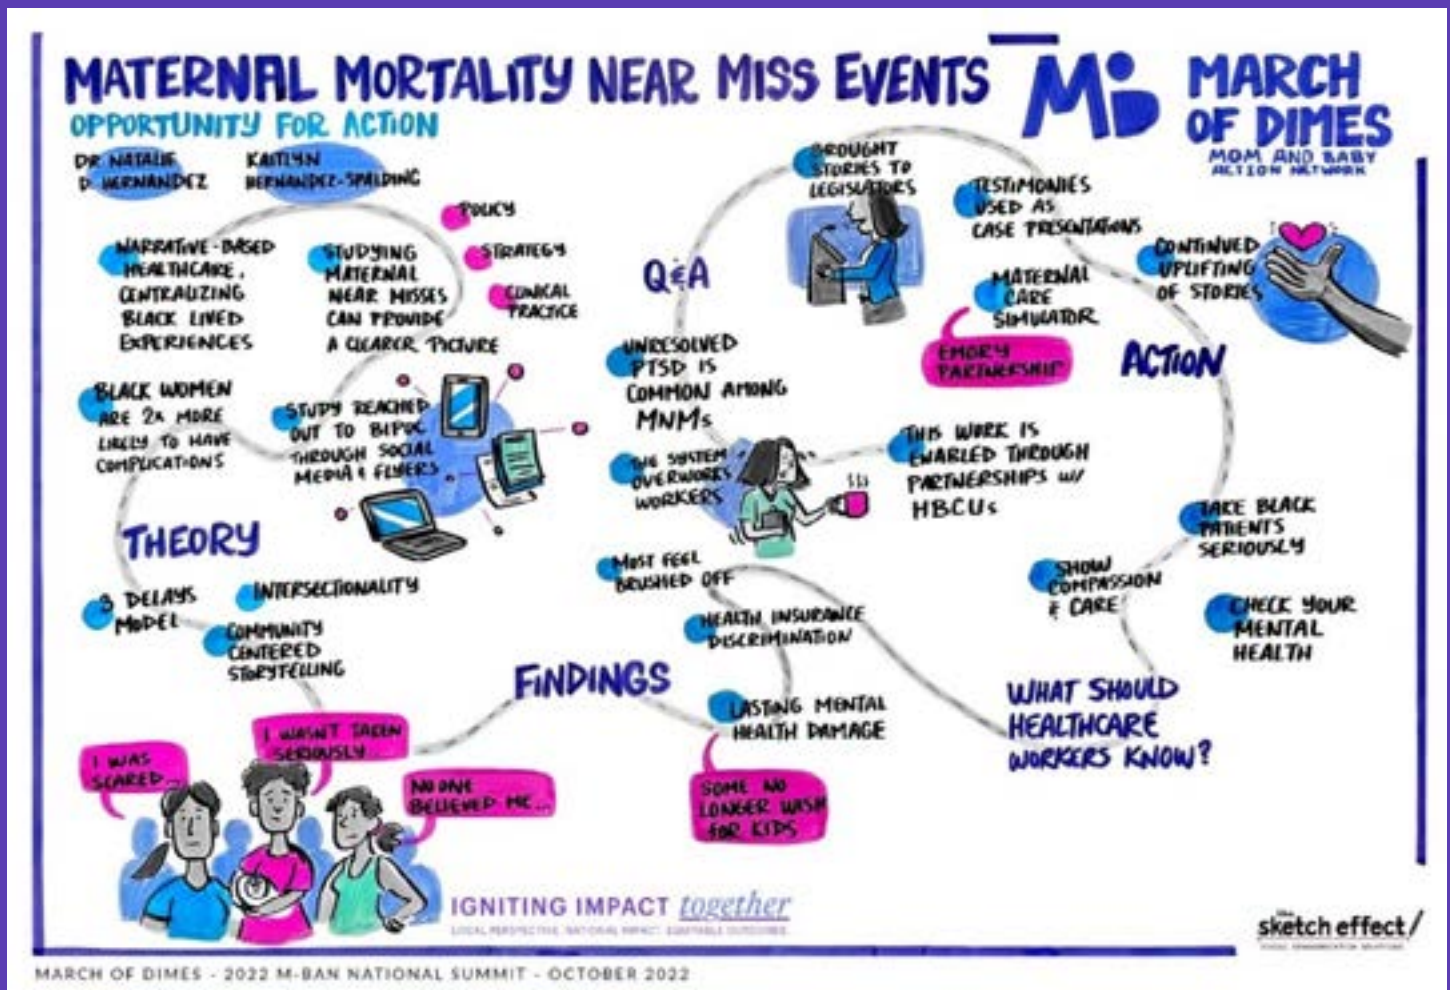 MATERNAL MORTALITY NEAR MISS EVENTS
OPPORTUNITY FOR ACTION
DR NATALIE
D. HERNANDEZ
KAITLYN
HERNANDEZ-SPALDING
MB
MARCH
OF DIMES
MOM AND BABY
ACTION NETWORK
NARRATIVE-BASED
HEALTHCARE,
CENTRALIZING
BLACK LIVED
EXPERIENCES
STUDYING
MATERNAL
NEAR MISSES
CAN PROVIDE
A CLEARER PICTURE
POLICY
STRATEGY
CLINICAL
PRACTICE
BLACK WOMEN
ARE 2X MORE
LIKELY TO HAVE
COMPLICATIONS
STUDY REACHED
OUT TO BIPOC
THROUGH SOCIAL
MEDIA & FLYERS
THEORY
3 DELAYS
MODEL
INTERSECTIONALITY
COMMUNITY
CENTERED
STORYTELLING
I WAS
SCARED...
I WASN'T TAKEN
SERIOUSLY...
NO ONE
BELIEVED ME...
FINDINGS
LASTING MENTAL
HEALTH DAMAGE
SOME NO
LONGER WISH
FOR KIDS
HEALTH INSURANCE
DISCRIMINATION
MOST FEEL
BRUSHED OFF
WHAT SHOULD
HEALTHCARE
WORKERS KNOW?
SHOW
COMPASSION
& CARE
CHECK YOUR
MENTAL
HEALTH
TAKE BLACK
PATIENTS
SERIOUSLY
ACTION
CONTINUED
UPLIFTING
OF STORIES
TESTIMONIES
USED AS
CASE PRESENTATIONS
MATERNAL
CARE
SIMULATOR
EMORY
PARTNERSHIP
BROUGHT
STORIES TO
LEGISLATORS
Q&A
UNRESOLVED
PTSD IS
COMMON AMONG
MNMs
THE SYSTEM
OVERWORKS
WORKERS
THIS WORK IS
ENABLED THROUGH
PARTNERSHIPS w/
HBCUs
IGNITING IMPACT together
LOCAL PERSPECTIVE. NATIONAL IMPACT. EQUITABLE OUTCOMES.
the
sketch effect/
MARCH OF DIMES - 2022 M-BAN NATIONAL SUMMIT - OCTOBER 2022